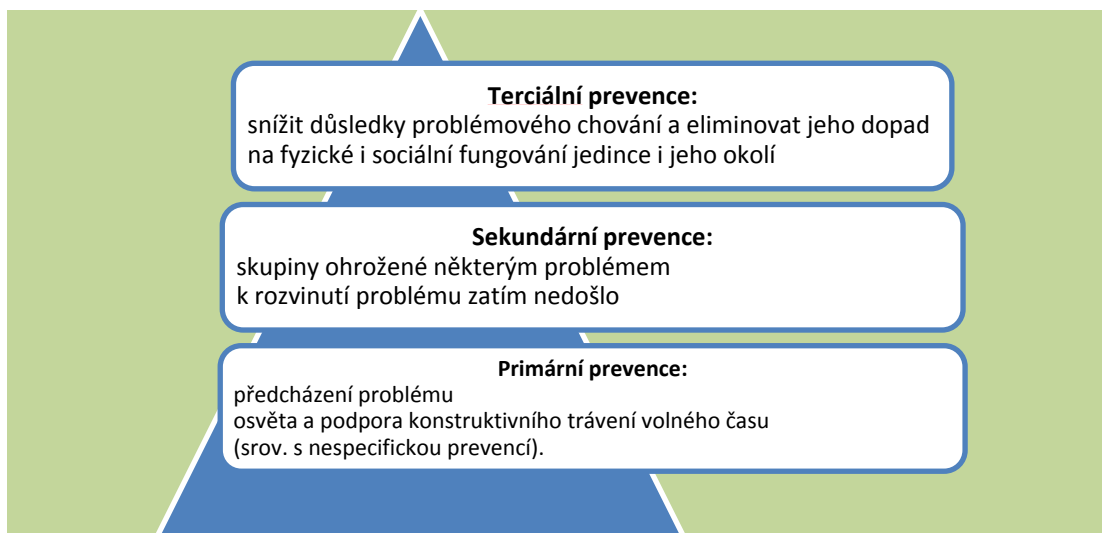 Terciální prevence:
snížit důsledky problémového chování a eliminovat jeho dopad
na fyzické i sociální fungování jedince i jeho okolí
Sekundární prevence:
skupiny ohrožené některým problémem
k rozvinutí problému zatím nedošlo
Primární prevence:
předcházení problému
osvěta a podpora konstruktivního trávení volného času
(srov. s nespecifickou prevencí).